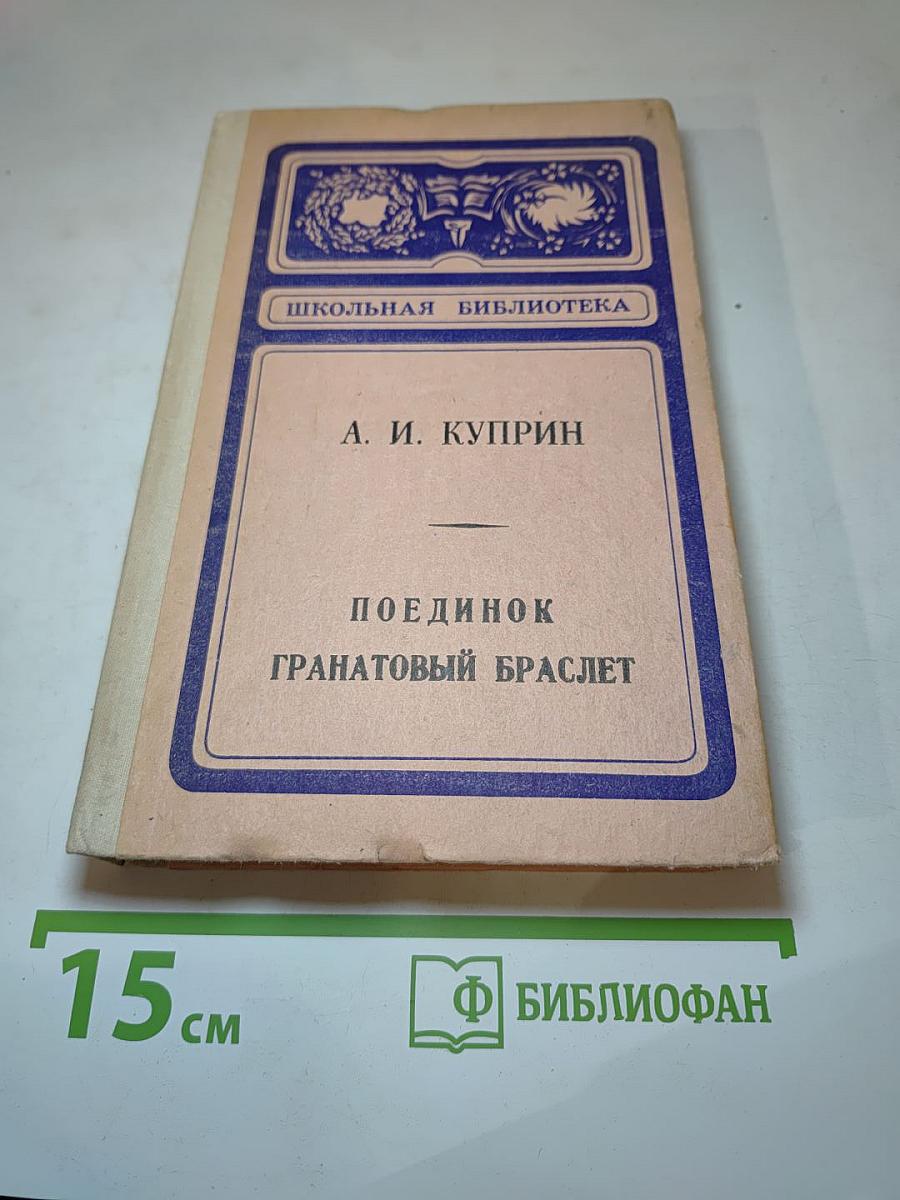 ШКОЛЬНАЯ БИБЛИОТЕКА
А. И. КУПРИН
ПОЕДИНОК
ГРАНАТОВЫЙ БРАСЛЕТ
15 см
Ф БИБЛИОФАН